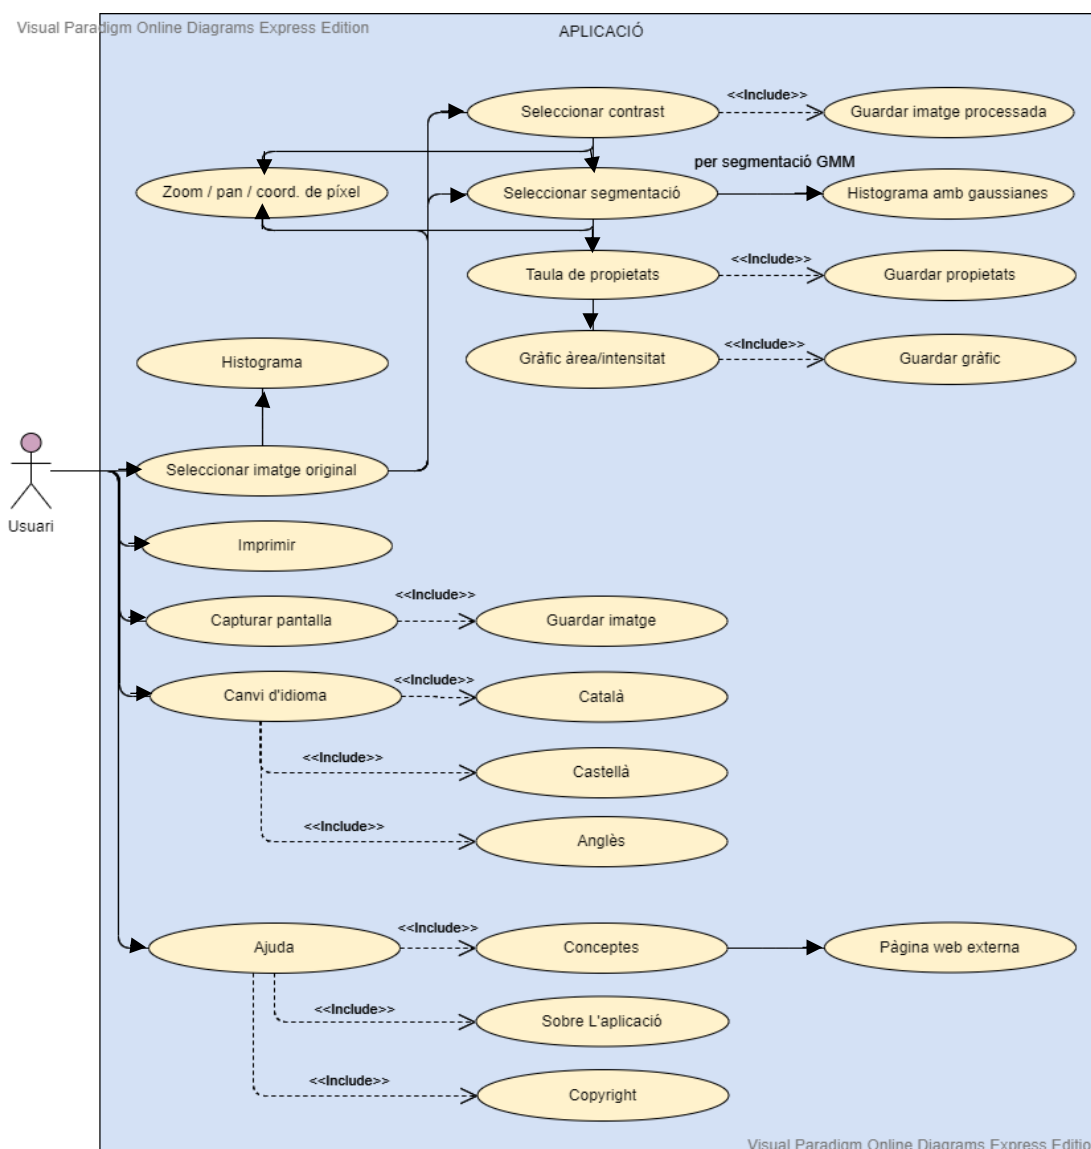 Visual Paradigm Online Diagrams Express Edition
APLICACIÓ
Seleccionar contrast
<<Include>>
Guardar imatge processada
per segmentació GMM
Zoom / pan / coord. de píxel
Seleccionar segmentació
Histograma amb gaussianes
Taula de propietats
<<Include>>
Guardar propietats
Gràfic àrea/intensitat
<<Include>>
Guardar gràfic
Histograma
Seleccionar imatge original
Usuari
Imprimir
Capturar pantalla
<<Include>>
Guardar imatge
Canvi d'idioma
<<Include>>
Català
<<Include>>
Castellà
<<Include>>
Anglès
Ajuda
<<Include>>
Conceptes
Pàgina web externa
<<Include>>
Sobre L'aplicació
<<Include>>
Copyright
Visual Paradigm Online Diagrams Express Editio